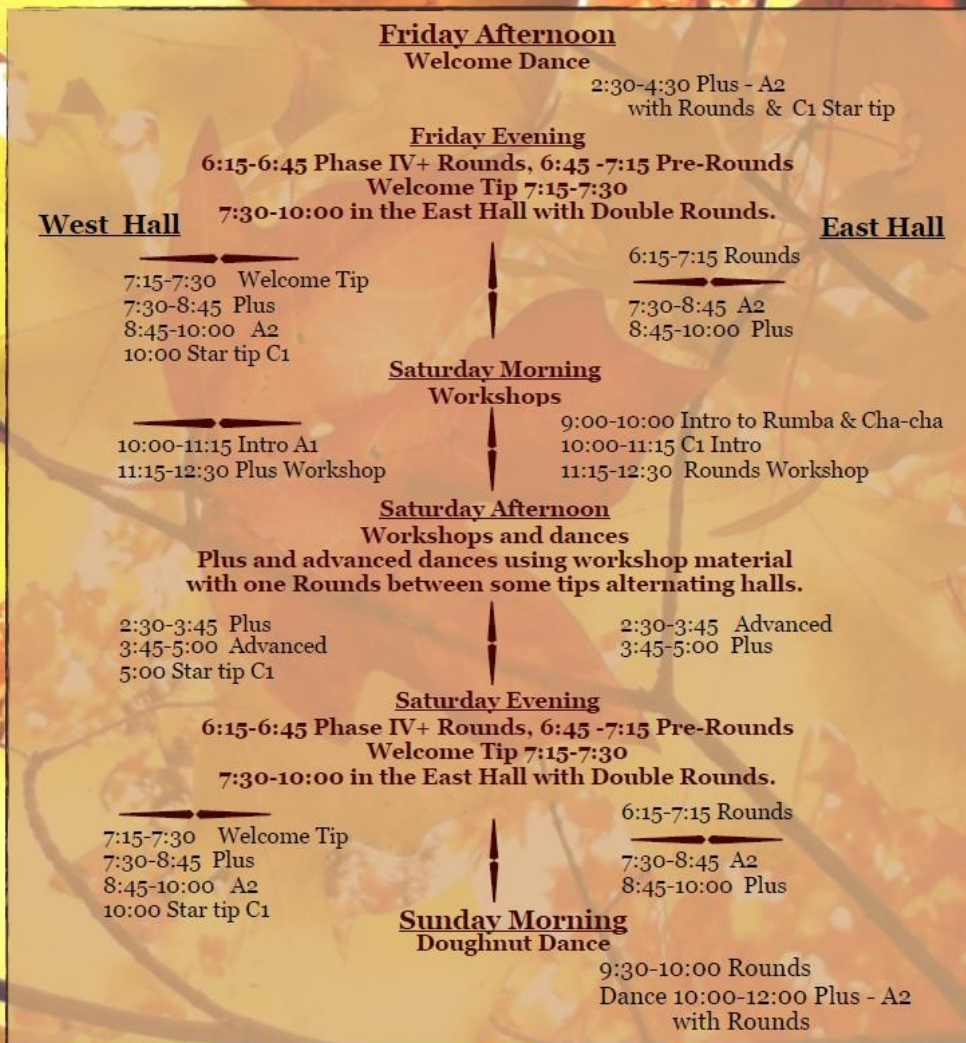 Friday Afternoon
Welcome Dance
2:30-4:30 Plus - A2
with Rounds & C1 Star tip
Friday Evening
6:15-6:45 Phase IV+ Rounds, 6:45 -7:15 Pre-Rounds
Welcome Tip 7:15-7:30
7:30-10:00 in the East Hall with Double Rounds.
West Hall
7:15-7:30 Welcome Tip
7:30-8:45 Plus
8:45-10:00 A2
10:00 Star tip C1
East Hall
6:15-7:15 Rounds
7:30-8:45 A2
8:45-10:00 Plus
Saturday Morning
Workshops
10:00-11:15 Intro A1
11:15-12:30 Plus Workshop
9:00-10:00 Intro to Rumba & Cha-cha
10:00-11:15 C1 Intro
11:15-12:30 Rounds Workshop
Saturday Afternoon
Workshops and dances
Plus and advanced dances using workshop material
with one Rounds between some tips alternating halls.
2:30-3:45 Plus
3:45-5:00 Advanced
5:00 Star tip C1
2:30-3:45 Advanced
3:45-5:00 Plus
Saturday Evening
6:15-6:45 Phase IV+ Rounds, 6:45 -7:15 Pre-Rounds
Welcome Tip 7:15-7:30
7:30-10:00 in the East Hall with Double Rounds.
7:15-7:30 Welcome Tip
7:30-8:45 Plus
8:45-10:00 A2
10:00 Star tip C1
6:15-7:15 Rounds
7:30-8:45 A2
8:45-10:00 Plus
Sunday Morning
Doughnut Dance
9:30-10:00 Rounds
Dance 10:00-12:00 Plus - A2
with Rounds